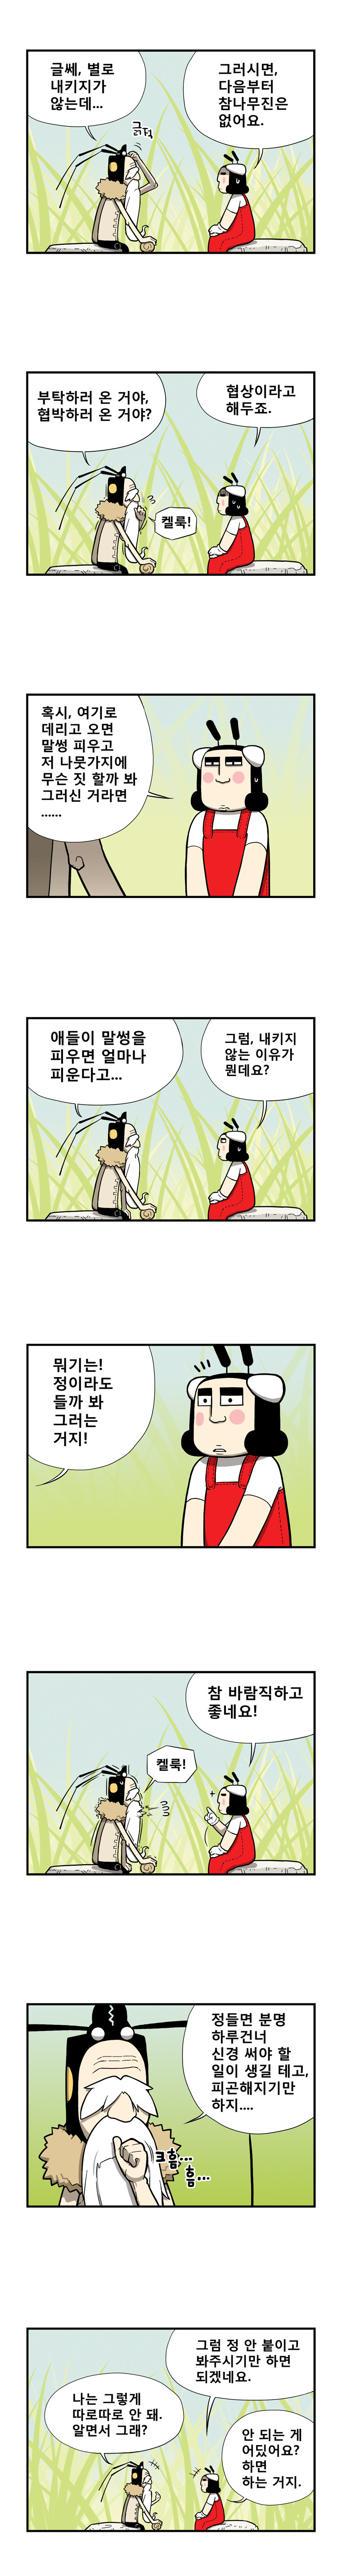 글쎄, 별로
내키지가
않는데...
긁적
그러시면,
다음부터
참나무진은
없어요.
부탁하러 온 거야,
협박하러 온 거야?
협상이라고
해두죠.
켈룩!
혹시, 여기로
데리고 오면
말썽 피우고
저 나뭇가지에
무슨 짓 할까 봐
그러신 거라면
......
애들이 말썽을
피우면 얼마나
피운다고...
그럼, 내키지
않는 이유가
뭔데요?
뭐기는!
정이라도
들까 봐
그러는
거지!
참 바람직하고
좋네요!
켈룩!
정들면 분명
하루건너
신경 써야 할
일이 생길 테고,
피곤해지기만
하지....
크흠...
흠...
그럼 정 안 붙이고
봐주시기만 하면
되겠네요.
나는 그렇게
따로따로 안 돼.
알면서 그래?
안 되는 게
어딨어요?
하면
하는 거지.